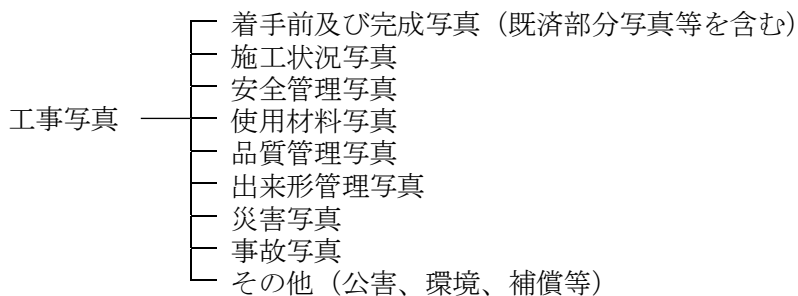 着手前及び完成写真（既済部分写真等を含む）
施工状況写真
安全管理写真
工事写真
使用材料写真
品質管理写真
出来形管理写真
災害写真
事故写真
その他（公害、環境、補償等）